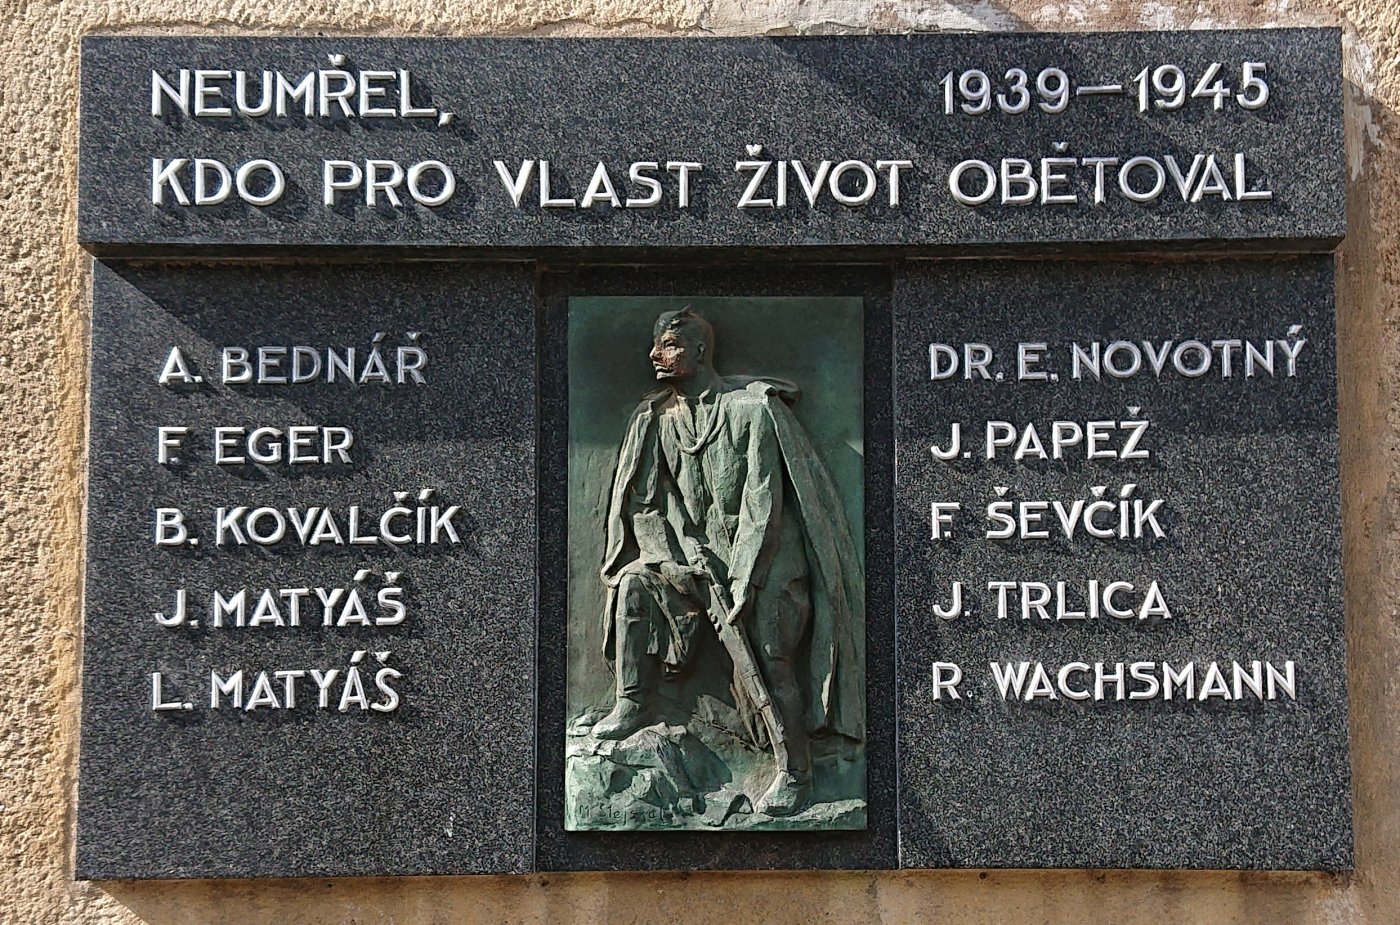 NEUMŘEL, 1939–1945
KDO PRO VLAST ŽIVOT OBĚTOVAL
A. BEDNÁŘ
F. EGER
B. KOVALČÍK
J. MATYÁŠ
L. MATYÁŠ
DR. E. NOVOTNÝ
J. PAPEŽ
F. ŠEVČÍK
J. TRLICA
R. WACHSMANN